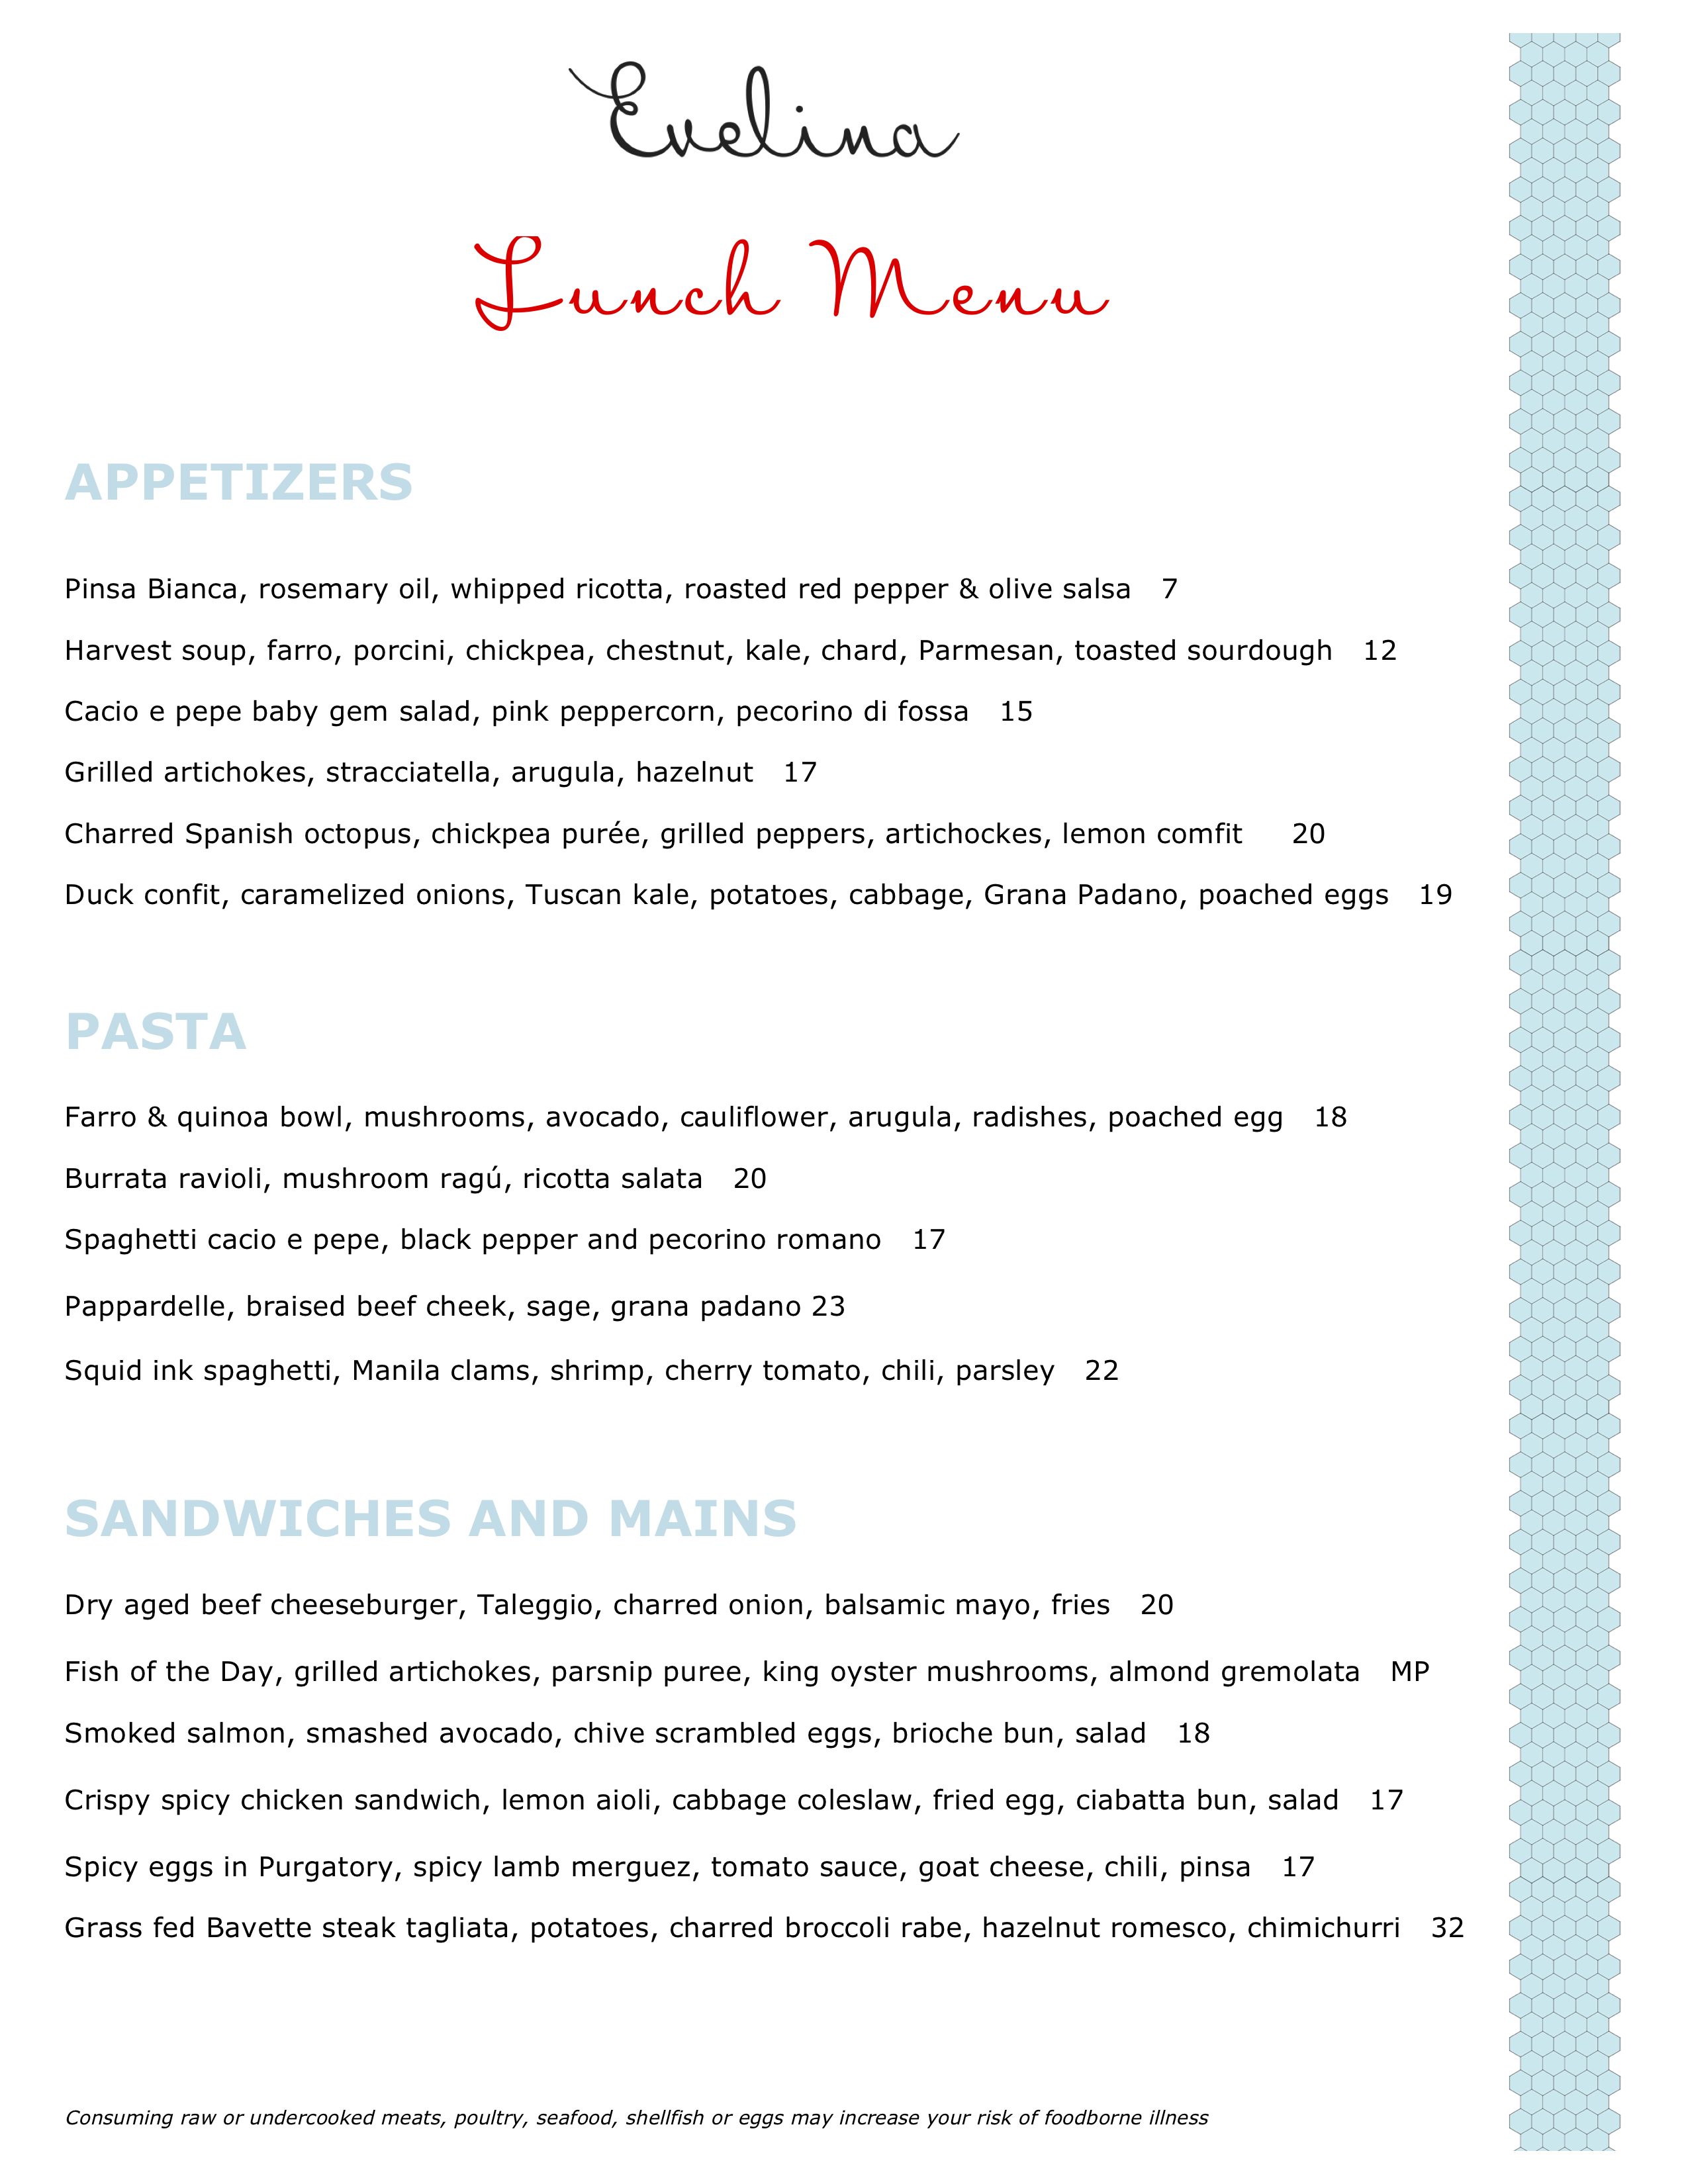 Evelina
Lunch Menu
APPETIZERS
Pinsa Bianca, rosemary oil, whipped ricotta, roasted red pepper & olive salsa 7
Harvest soup, farro, porcini, chickpea, chestnut, kale, chard, Parmesan, toasted sourdough 12
Cacio e pepe baby gem salad, pink peppercorn, pecorino di fossa 15
Grilled artichokes, stracciatella, arugula, hazelnut 17
Charred Spanish octopus, chickpea purée, grilled peppers, artichockes, lemon comfit 20
Duck confit, caramelized onions, Tuscan kale, potatoes, cabbage, Grana Padano, poached eggs 19
PASTA
Farro & quinoa bowl, mushrooms, avocado, cauliflower, arugula, radishes, poached egg 18
Burrata ravioli, mushroom ragú, ricotta salata 20
Spaghetti cacio e pepe, black pepper and pecorino romano 17
Pappardelle, braised beef cheek, sage, grana padano 23
Squid ink spaghetti, Manila clams, shrimp, cherry tomato, chili, parsley 22
SANDWICHES AND MAINS
Dry aged beef cheeseburger, Taleggio, charred onion, balsamic mayo, fries 20
Fish of the Day, grilled artichokes, parsnip puree, king oyster mushrooms, almond gremolata MP
Smoked salmon, smashed avocado, chive scrambled eggs, brioche bun, salad 18
Crispy spicy chicken sandwich, lemon aioli, cabbage coleslaw, fried egg, ciabatta bun, salad 17
Spicy eggs in Purgatory, spicy lamb merguez, tomato sauce, goat cheese, chili, pinsa 17
Grass fed Bavette steak tagliata, potatoes, charred broccoli rabe, hazelnut romesco, chimichurri 32
Consuming raw or undercooked meats, poultry, seafood, shellfish or eggs may increase your risk of foodborne illness